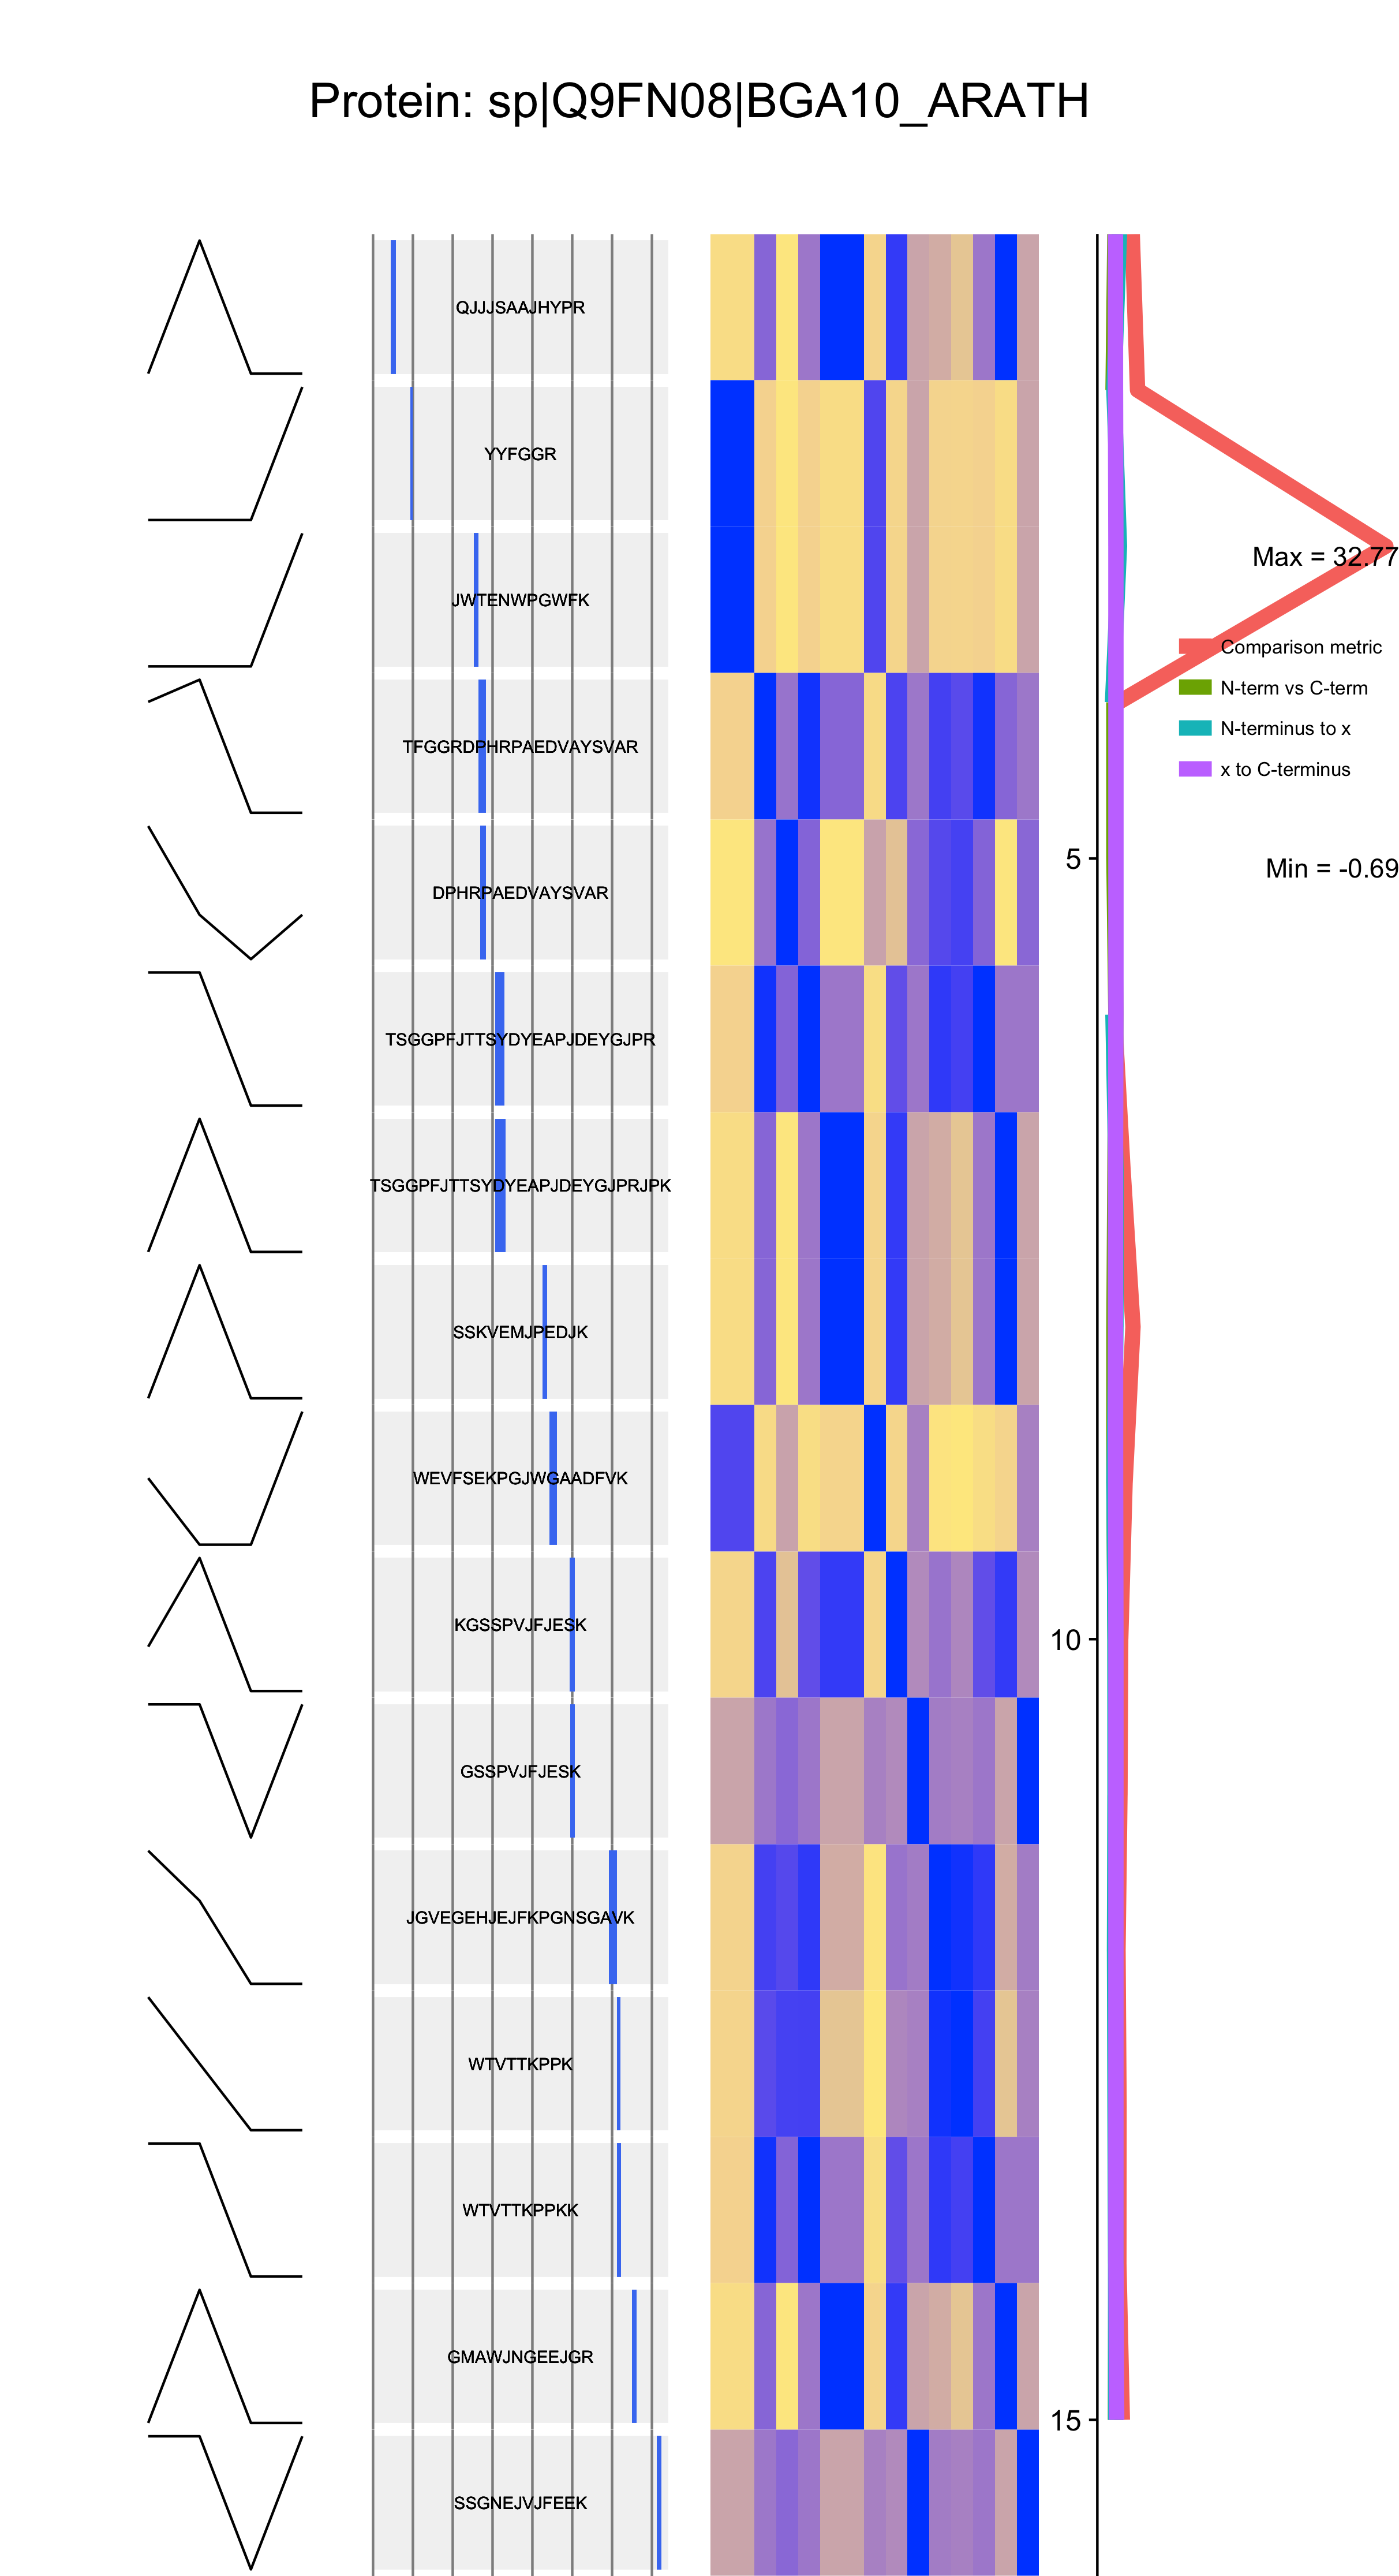 Protein: sp|Q9FN08|BGA10_ARATH
QJJJSAAJHYPR
YYFGGR
Max = 32.77
JWTENWPGWFK
Comparison metric
N-term vs C-term
N-terminus to x
x to C-terminus
TFGGRDPHRPAEDVAYSVAR
5
Min = -0.69
DPHRPAEDVAYSVAR
TSGGPFJTTSYDYEAPJDEYGJPR
TSGGPFJTTSYDYEAPJDEYGJPRJPK
SSKVEMJPEDJK
WEVFSEKPGJWGAADFVK
KGSSPVJFJESK
10
GSSPVJFJESK
JGVEGEHJEJFKPGNSGAVK
WTVTTKPPK
WTVTTKPPKK
GMAWJNGEEJGR
15
SSGNEJVJFEEK